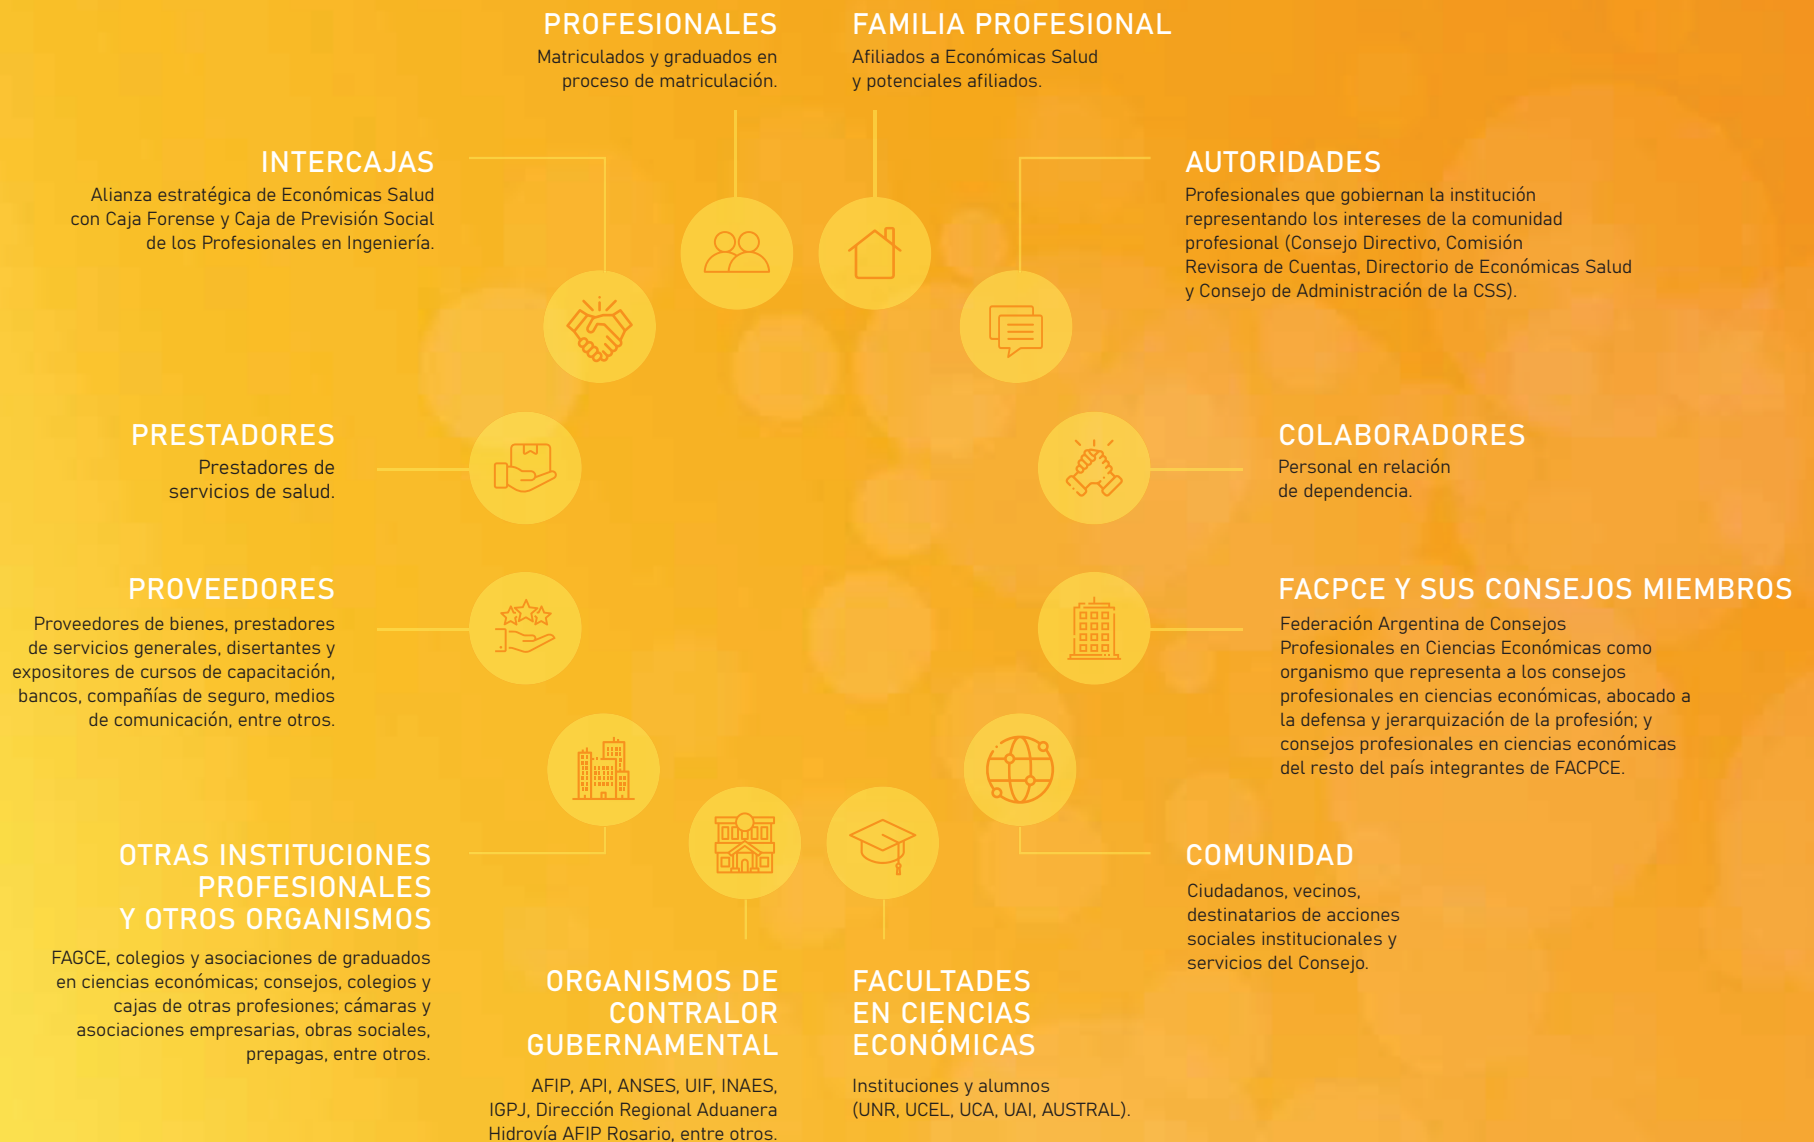 PROFESIONALES
Matriculados y graduados en
proceso de matriculación.
FAMILIA PROFESIONAL
Afiliados a Económicas Salud
y potenciales afiliados.
INTERCAJAS
Alianza estratégica de Económicas Salud
con Caja Forense y Caja de Previsión Social
de los Profesionales en Ingeniería.
AUTORIDADES
Profesionales que gobiernan la institución
representando los intereses de la comunidad
profesional (Consejo Directivo, Comisión
Revisora de Cuentas, Directorio de Económicas Salud
y Consejo de Administración de la CSS).
PRESTADORES
Prestadores de
servicios de salud.
COLABORADORES
Personal en relación
de dependencia.
PROVEEDORES
Proveedores de bienes, prestadores
de servicios generales, disertantes y
expositores de cursos de capacitación,
bancos, compañías de seguro, medios
de comunicación, entre otros.
FACPCE Y SUS CONSEJOS MIEMBROS
Federación Argentina de Consejos
Profesionales en Ciencias Económicas como
organismo que representa a los consejos
profesionales en ciencias económicas, abocado a
la defensa y jerarquización de la profesión; y
consejos profesionales en ciencias económicas
del resto del país integrantes de FACPCE.
OTRAS INSTITUCIONES
PROFESIONALES
Y OTROS ORGANISMOS
FAGCE, colegios y asociaciones de graduados
en ciencias económicas; consejos, colegios y
cajas de otras profesiones; cámaras y
asociaciones empresarias, obras sociales,
prepagas, entre otros.
COMUNIDAD
Ciudadanos, vecinos,
destinatarios de acciones
sociales institucionales y
servicios del Consejo.
ORGANISMOS DE
CONTRALOR
GUBERNAMENTAL
AFIP, API, ANSES, UIF, INAES,
IGPJ, Dirección Regional Aduanera
Hidrovía AFIP Rosario, entre otros.
FACULTADES
EN CIENCIAS
ECONÓMICAS
Instituciones y alumnos
(UNR, UCEL, UCA, UAI, AUSTRAL).